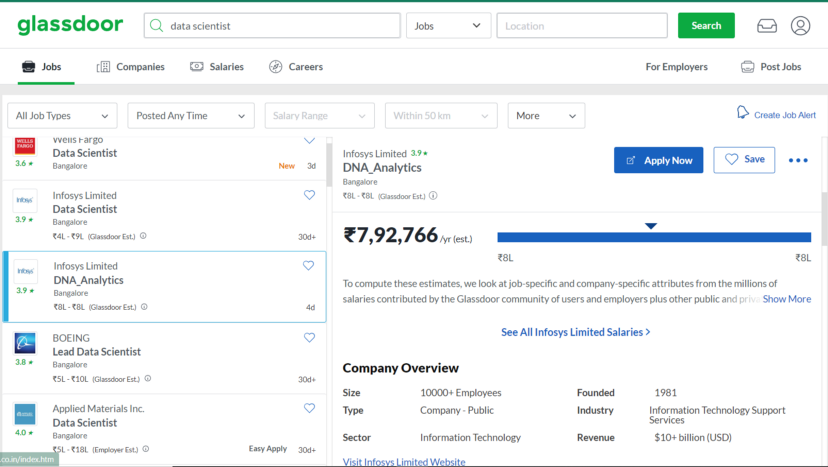 glassdoor
data scientist
Jobs
Location
Search
Jobs
Companies
Salaries
Careers
For Employers
Post Jobs
All Job Types
Posted Any Time
Salary Range
Within 50 km
More
Create Job Alert
WELLS FARGO
3.6 ★
Wells Fargo
Data Scientist
Bangalore
New 3d
Infosys
3.9 ★
Infosys Limited
Data Scientist
Bangalore
₹4L - ₹9L (Glassdoor Est.)
30d+
Infosys
3.9 ★
Infosys Limited
DNA_Analytics
Bangalore
₹8L - ₹8L (Glassdoor Est.)
4d
3.8 ★
BOEING
Lead Data Scientist
Bangalore
₹5L - ₹10L (Glassdoor Est.)
30d+
4.0 ★
Applied Materials Inc.
Data Scientist
Bangalore
₹5L - ₹18L (Employer Est.)
Easy Apply 30d+
.co.in/index.htm
Infosys Limited 3.9 ★
DNA_Analytics
Bangalore
₹8L - ₹8L (Glassdoor Est.)
Apply Now
Save
₹7,92,766 /yr (est.)
₹8L ₹8L
To compute these estimates, we look at job-specific and company-specific attributes from the millions of
salaries contributed by the Glassdoor community of users and employers plus other public and Show More
See All Infosys Limited Salaries >
Company Overview
Size 10000+ Employees Founded 1981
Type Company - Public Industry Information Technology Support
Services
Sector Information Technology Revenue $10+ billion (USD)
Visit Infosys Limited Website